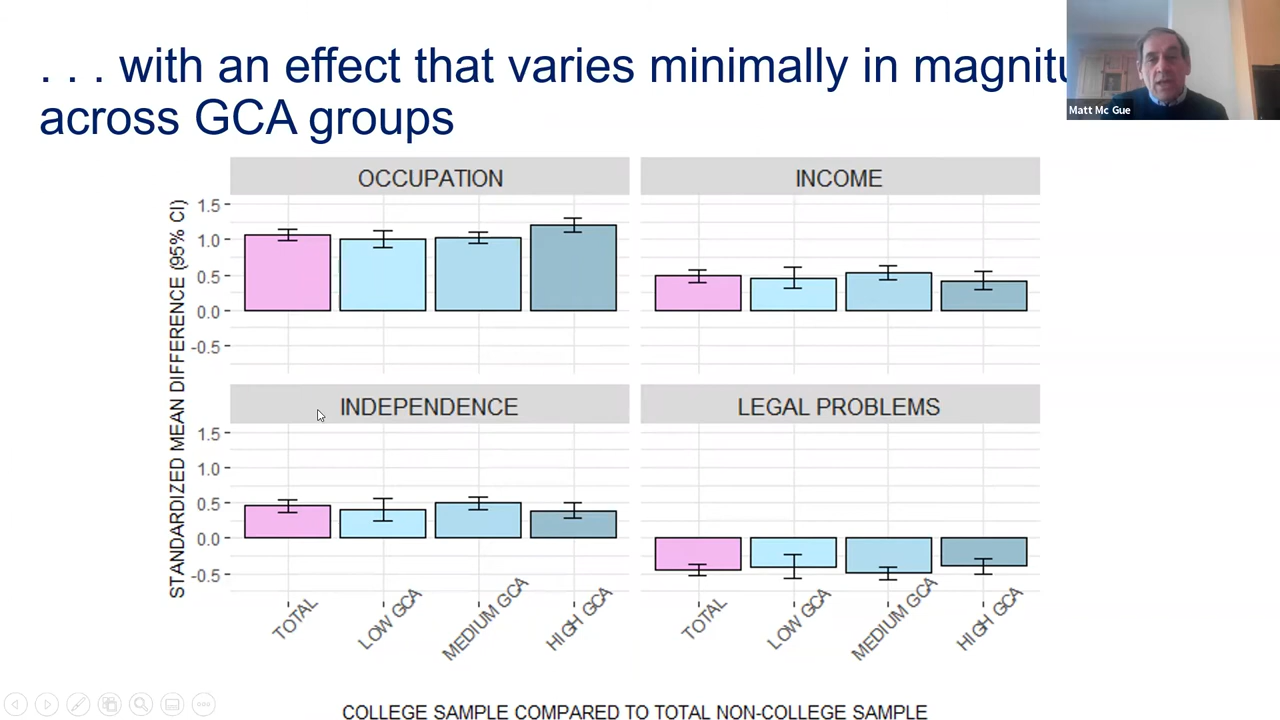 . . . with an effect that varies minimally in magnitu
across GCA groups
Matt Mc Gue
OCCUPATION
INCOME
STANDARDIZED MEAN DIFFERENCE (95% CI)
1.5
1.0
0.5
0.0
-0.5
INDEPENDENCE
LEGAL PROBLEMS
1.5
1.0
0.5
0.0
-0.5
TOTAL
LOW GCA
MEDIUM GCA
HIGH GCA
TOTAL
LOW GCA
MEDIUM GCA
HIGH GCA
COLLEGE SAMPLE COMPARED TO TOTAL NON-COLLEGE SAMPLE